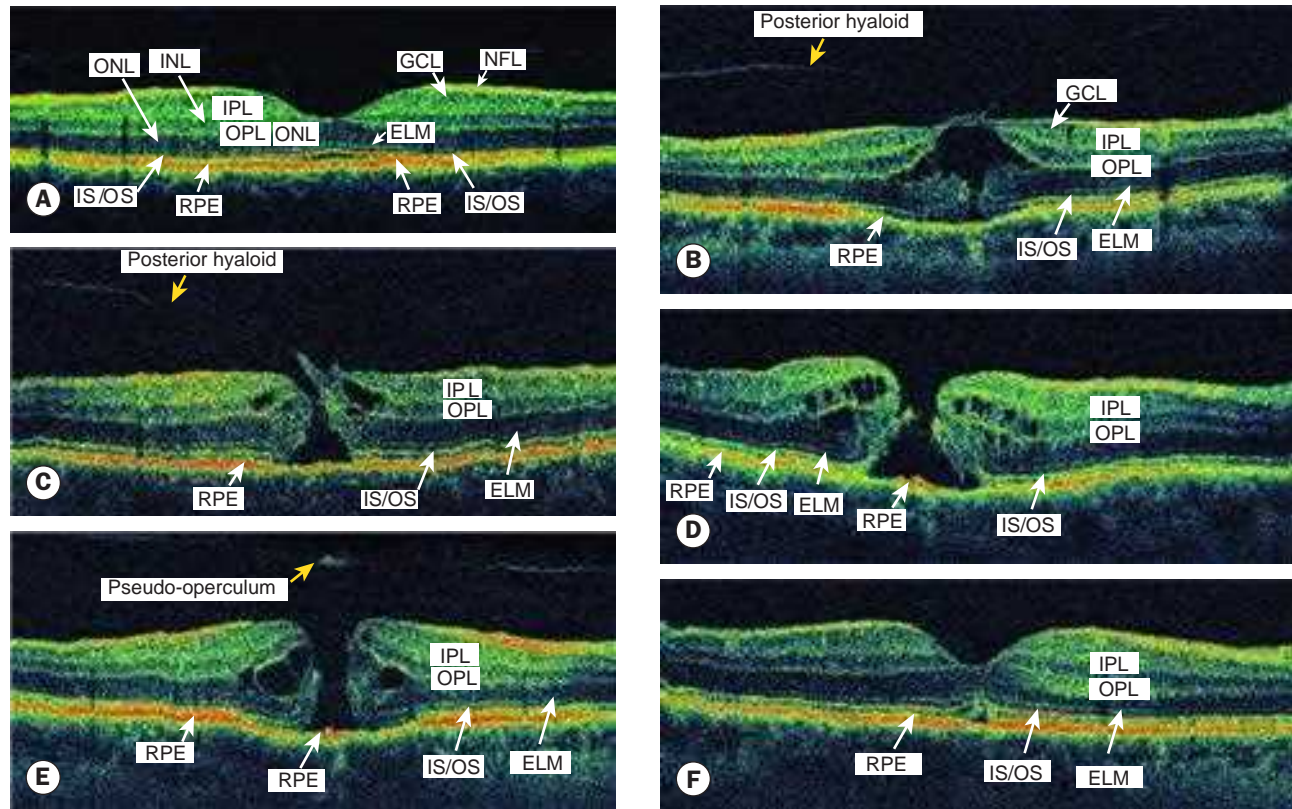 ONL
INL
GCL
NFL
IPL
OPL
ONL
ELM
IS/OS
RPE
RPE
IS/OS
A
Posterior hyaloid
GCL
IPL
OPL
RPE
IS/OS
ELM
B
Posterior hyaloid
IPL
OPL
RPE
IS/OS
ELM
C
IPL
OPL
RPE
IS/OS
ELM
RPE
IS/OS
D
Pseudo-operculum
IPL
OPL
RPE
RPE
IS/OS
ELM
E
IPL
OPL
RPE
IS/OS
ELM
F